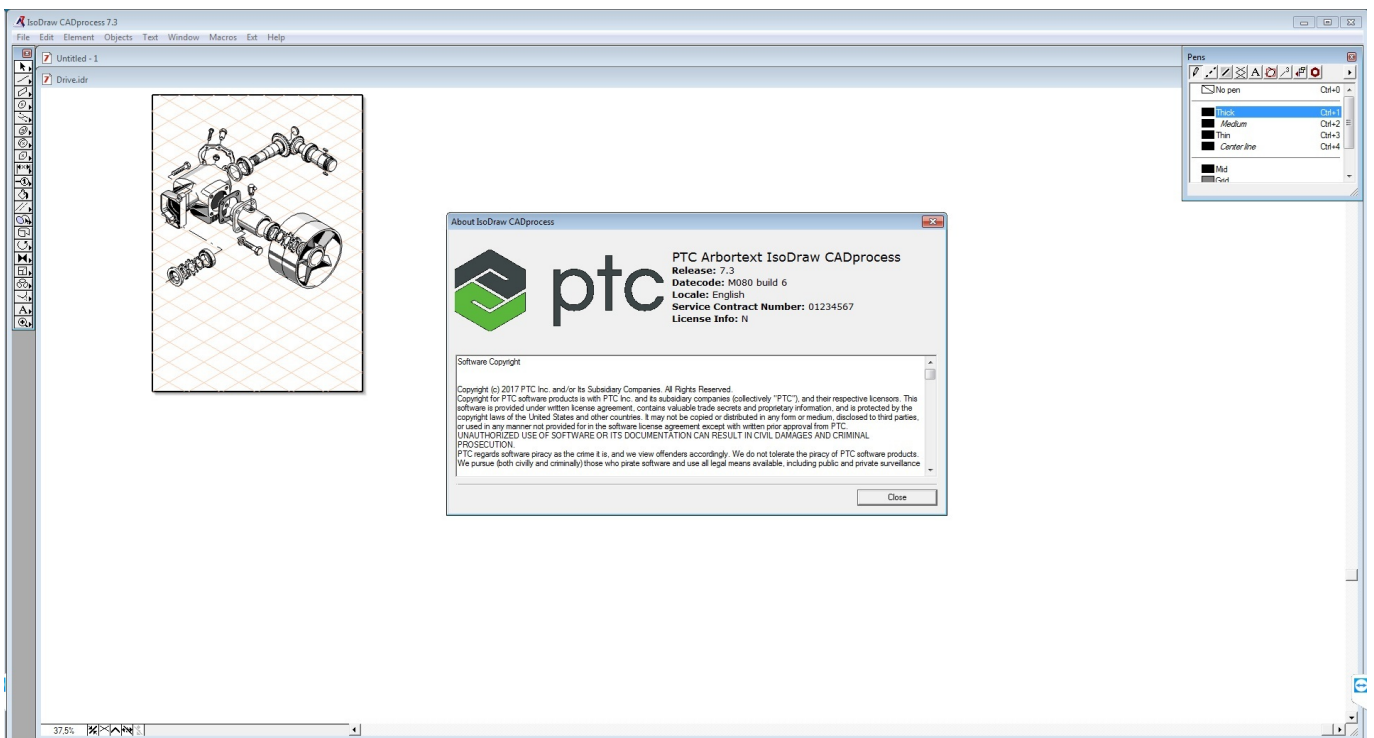 IsoDraw CADprocess 7.3
File Edit Element Objects Text Window Macros Ext Help
Untitled - 1
Drive.idr
Pens
No pen Ctrl+0
Thick Ctrl+1
Medium Ctrl+2
Thin Ctrl+3
Center line Ctrl+4
Mid
Grid
About IsoDraw CADprocess
ptc
PTC Arbortext IsoDraw CADprocess
Release: 7.3
Datecode: M080 build 6
Locale: English
Service Contract Number: 01234567
License Info: N
Software Copyright
Copyright (c) 2017 PTC Inc. and/or Its Subsidiary Companies. All Rights Reserved.
Copyright for PTC software products is with PTC Inc. and its subsidiary companies (collectively "PTC"), and their respective licensors. This
software is provided under written license agreement, contains valuable trade secrets and proprietary information, and is protected by the
copyright laws of the United States and other countries. It may not be copied or distributed in any form or medium, disclosed to third parties,
or used in any manner not provided for in the software license agreement except with written prior approval from PTC.
UNAUTHORIZED USE OF SOFTWARE OR ITS DOCUMENTATION CAN RESULT IN CIVIL DAMAGES AND CRIMINAL
PROSECUTION.
PTC regards software piracy as the crime it is, and we view offenders accordingly. We do not tolerate the piracy of PTC software products.
We pursue (both civilly and criminally) those who pirate software and use all legal means available, including public and private surveillance
Close
37.5%